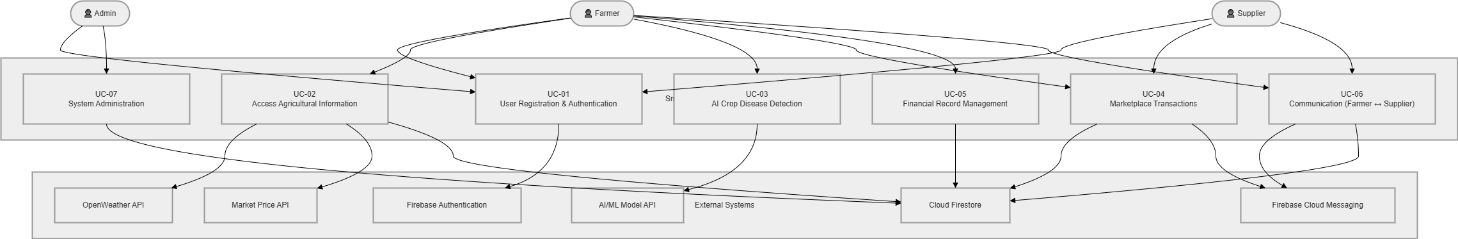 Admin
Farmer
Supplier
UC-07
System Administration
UC-02
Access Agricultural Information
UC-01
User Registration & Authentication
UC-03
AI Crop Disease Detection
UC-05
Financial Record Management
UC-04
Marketplace Transactions
UC-06
Communication (Farmer ↔ Supplier)
OpenWeather API
Market Price API
Firebase Authentication
AI/ML Model API
External Systems
Cloud Firestore
Firebase Cloud Messaging